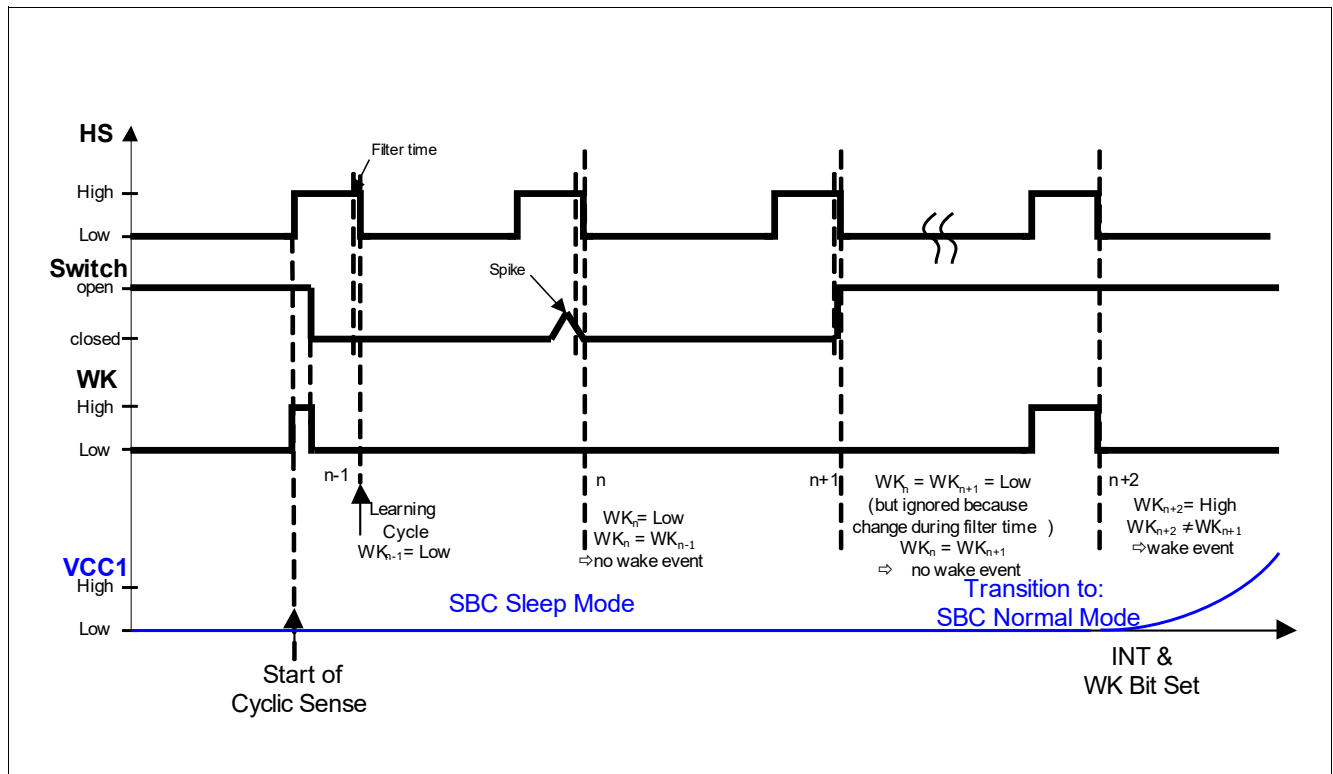 HS
Filter time
High
Low
Switch
open
Spike
closed
WK
High
Low
n-1
n
n+1
n+2
Learning
Cycle
WKn-1= Low
WKn= Low
WKn = WKn-1
⇨no wake event
WKn = WKn+1 = Low
(but ignored because
change during filter time )
WKn = WKn+1
⇨ no wake event
WKn+2= High
WKn+2 ≠WKn+1
⇨wake event
VCC1
High
Low
SBC Sleep Mode
Transition to:
SBC Normal Mode
Start of
Cyclic Sense
INT &
WK Bit Set